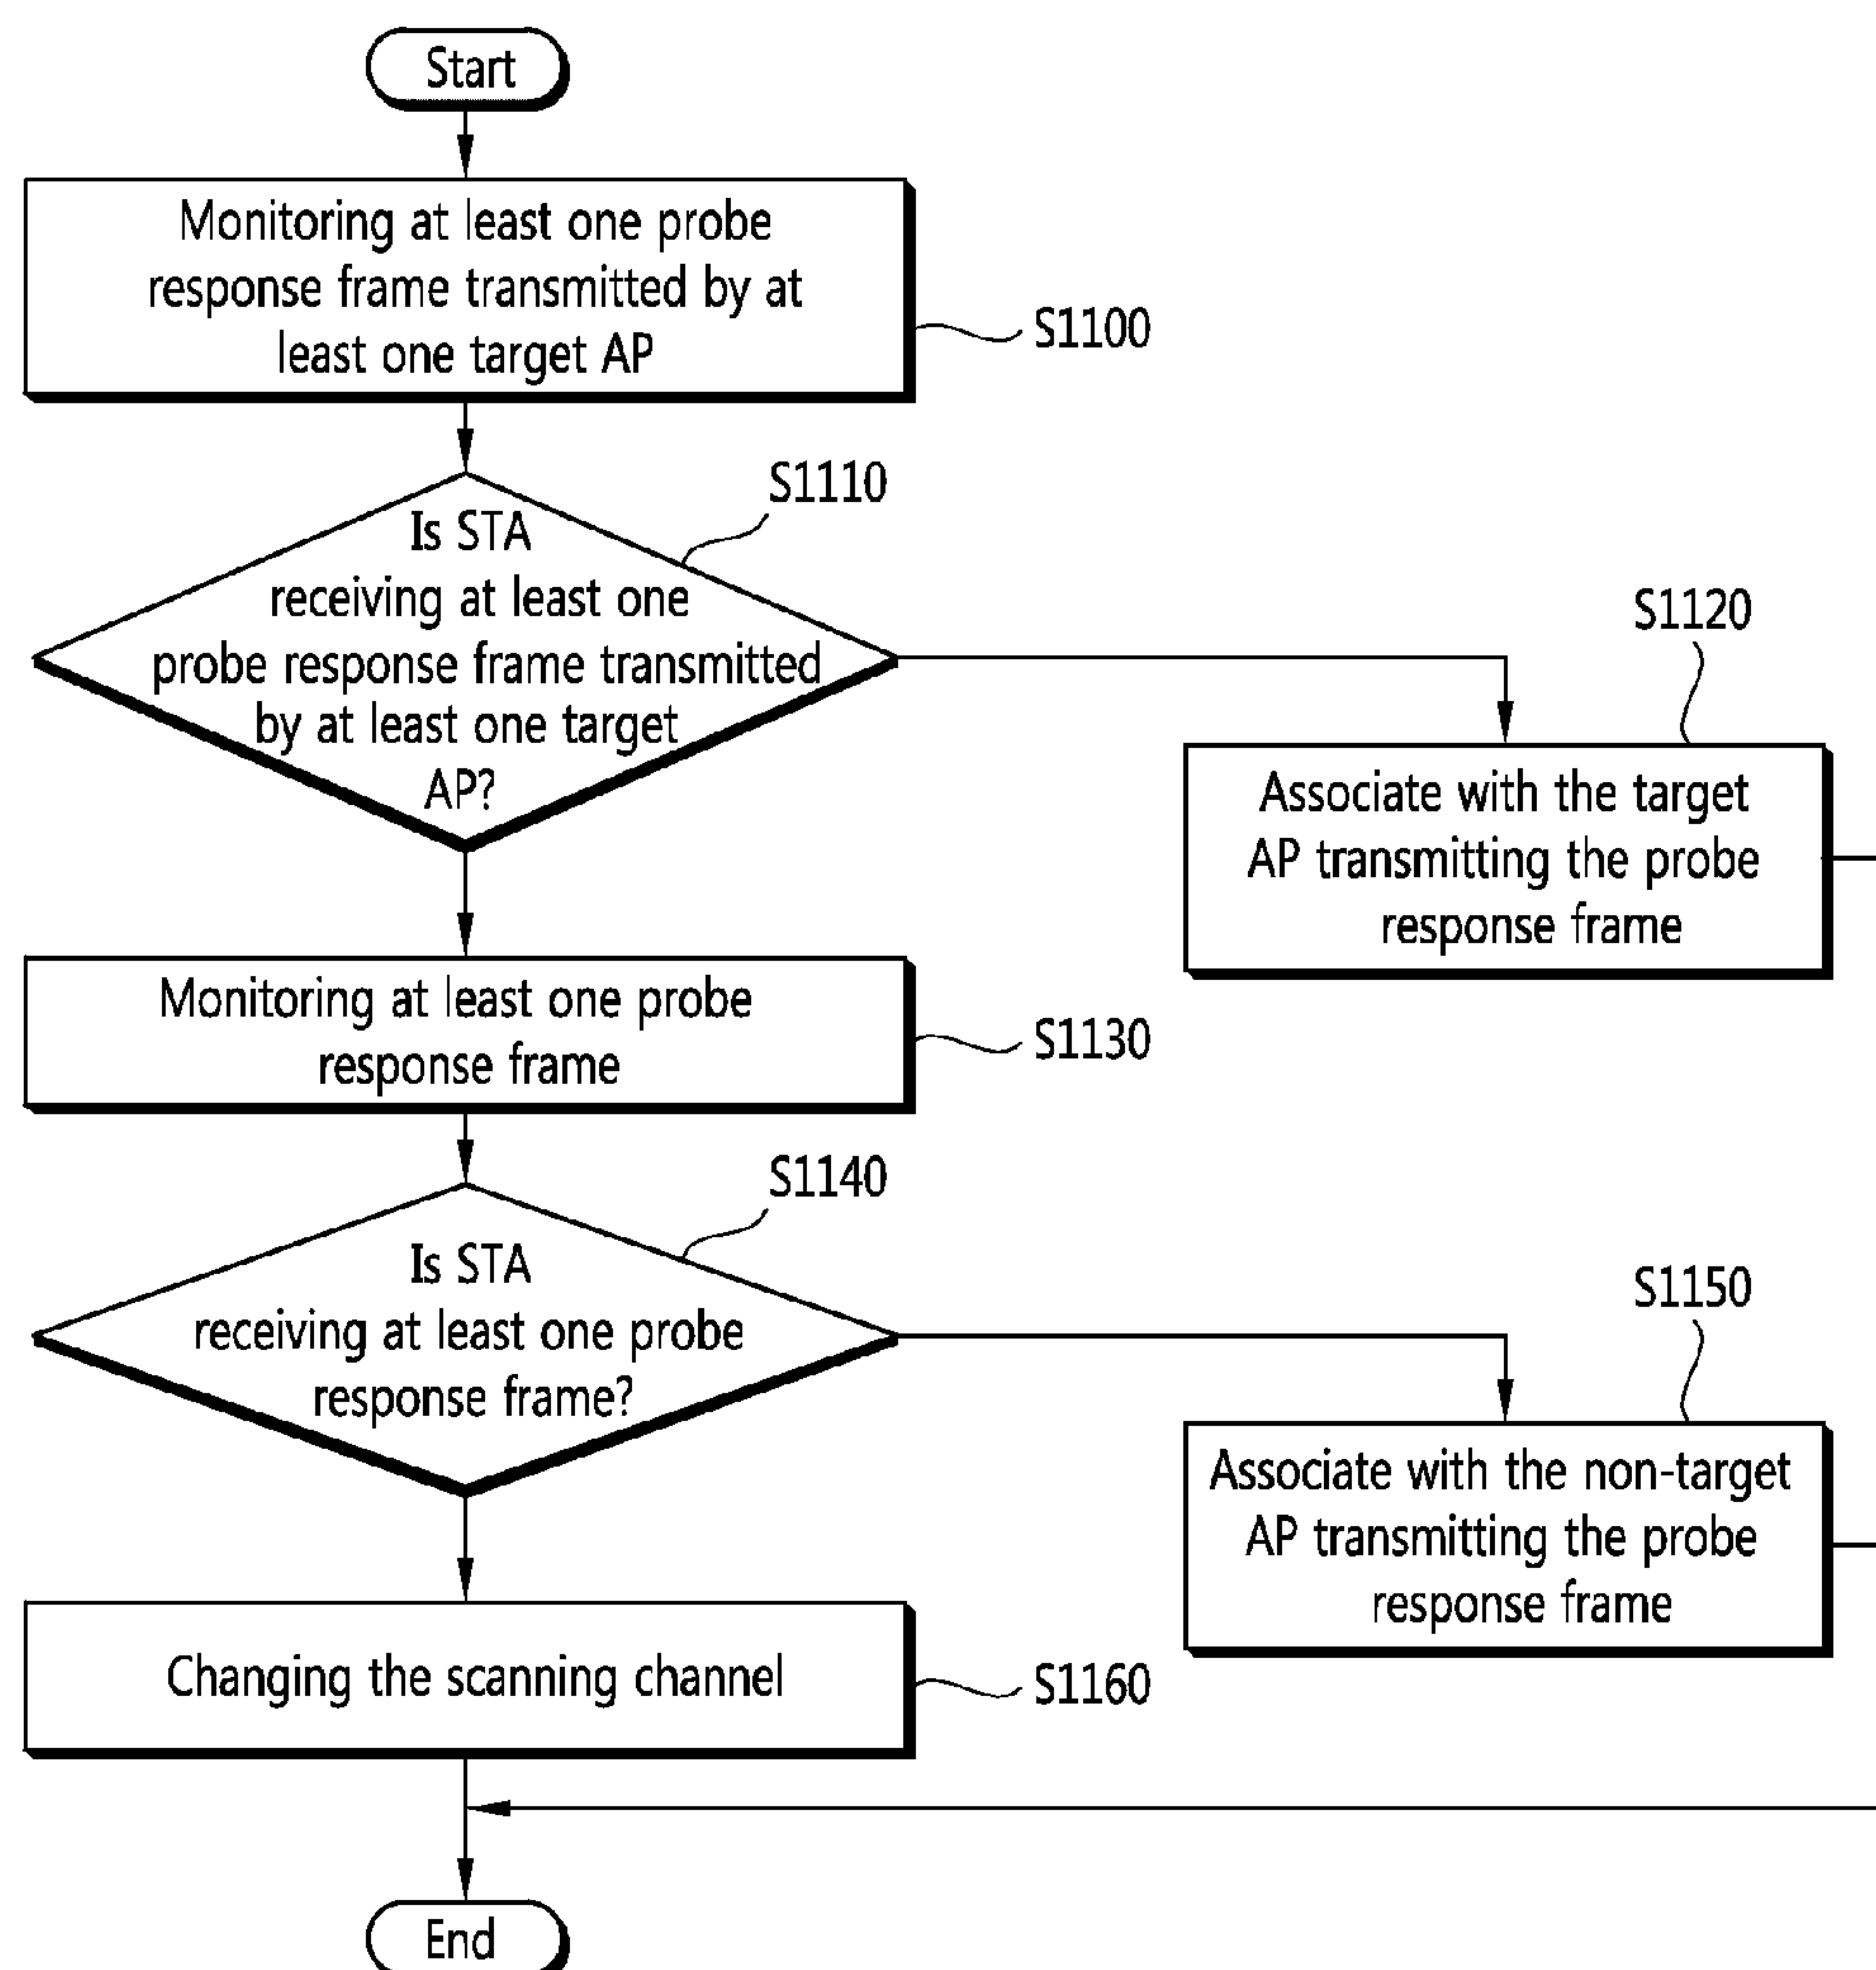 Start
Monitoring at least one probe
response frame transmitted by at
least one target AP
S1100
S1110
Is STA
receiving at least one
probe response frame transmitted
by at least one target
AP?
S1120
Associate with the target
AP transmitting the probe
response frame
Monitoring at least one probe
response frame
S1130
S1140
Is STA
receiving at least one probe
response frame?
S1150
Associate with the non-target
AP transmitting the probe
response frame
Changing the scanning channel
S1160
End